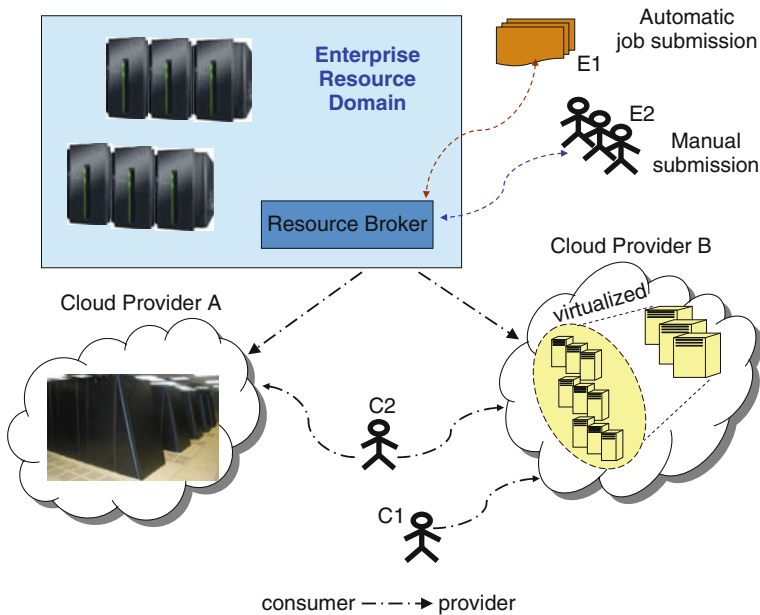 Automatic
job submission
E1
Enterprise
Resource
Domain
E2
Manual
submission
Resource Broker
Cloud Provider B
Cloud Provider A
virtualized
C2
C1
consumer
provider